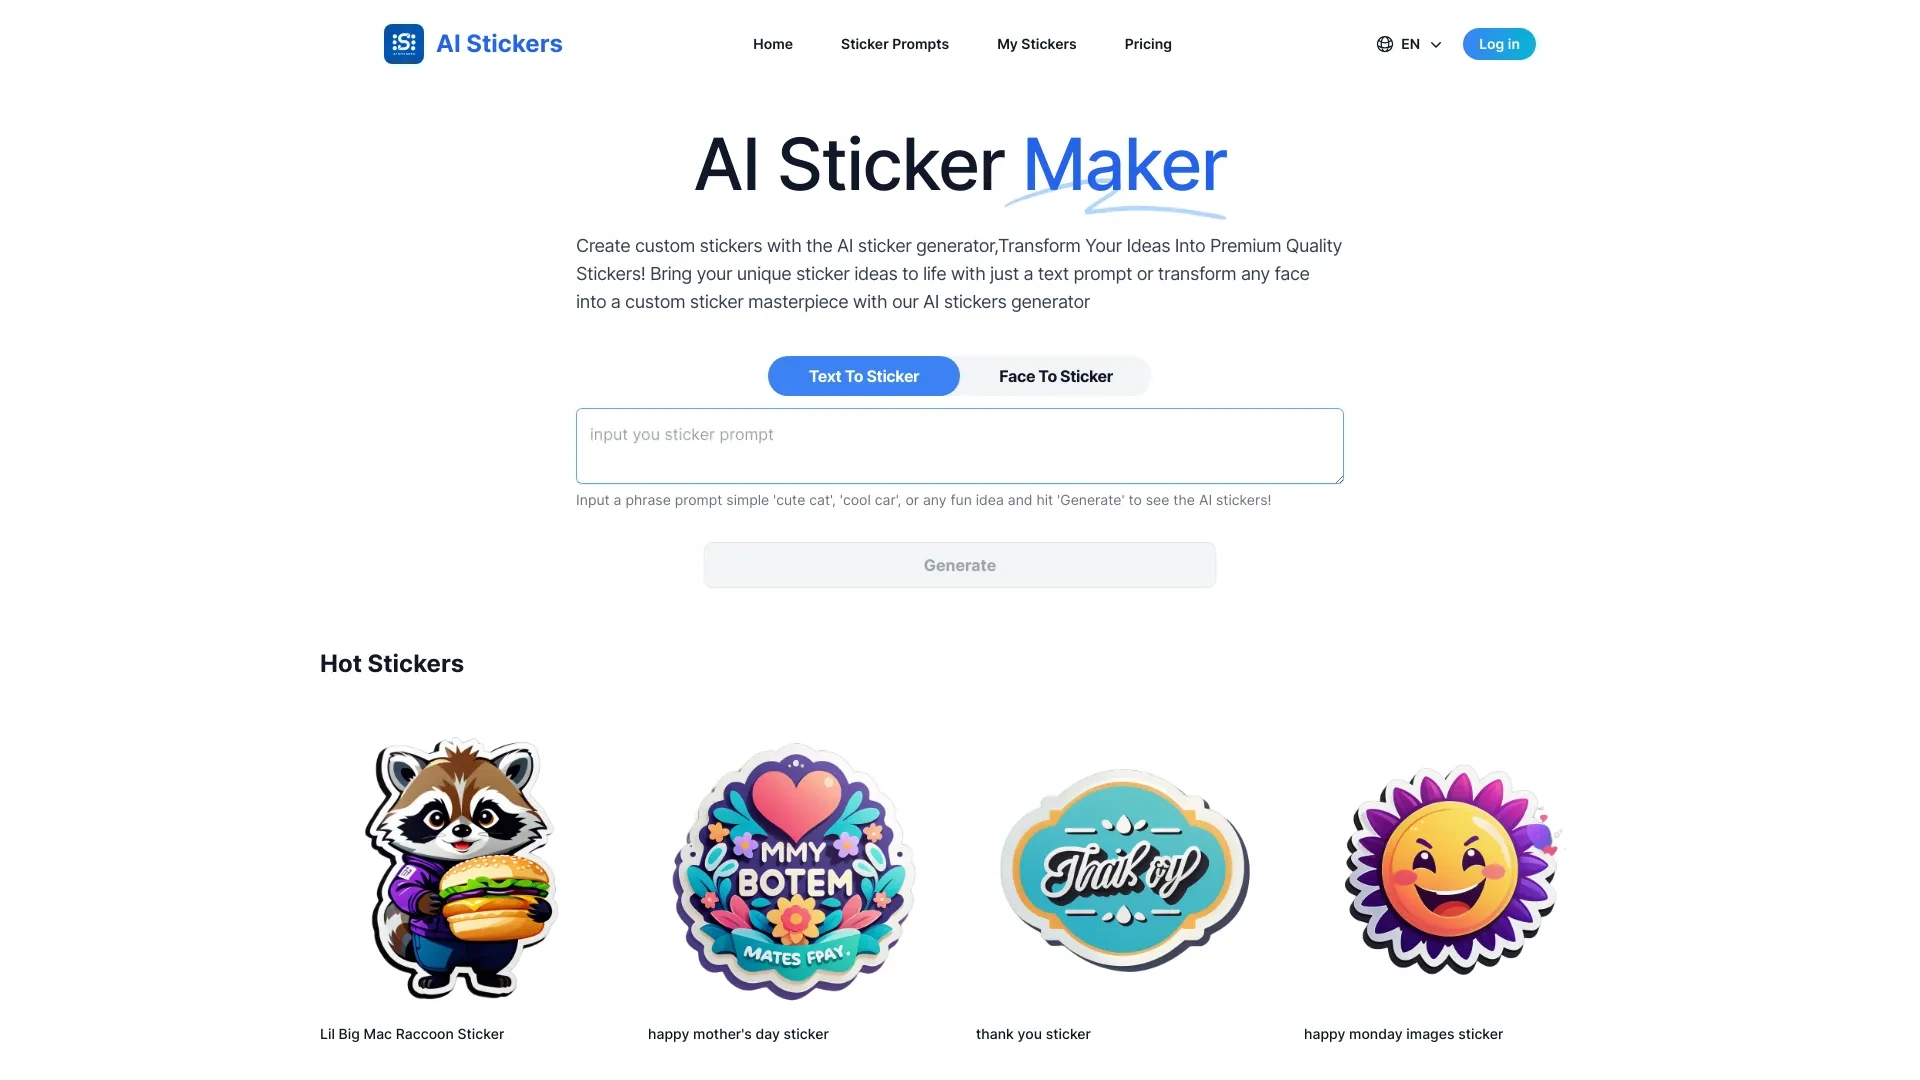 AI Stickers
Home
Sticker Prompts
My Stickers
Pricing
EN
Log in
AI Sticker Maker
Create custom stickers with the AI sticker generator,Transform Your Ideas Into Premium Quality
Stickers! Bring your unique sticker ideas to life with just a text prompt or transform any face
into a custom sticker masterpiece with our AI stickers generator
Text To Sticker
Face To Sticker
input you sticker prompt
Input a phrase prompt simple 'cute cat', 'cool car', or any fun idea and hit 'Generate' to see the AI stickers!
Generate
Hot Stickers
MMY
BOTEM
MATES FPAY.
Lil Big Mac Raccoon Sticker
happy mother's day sticker
thank you sticker
happy monday images sticker